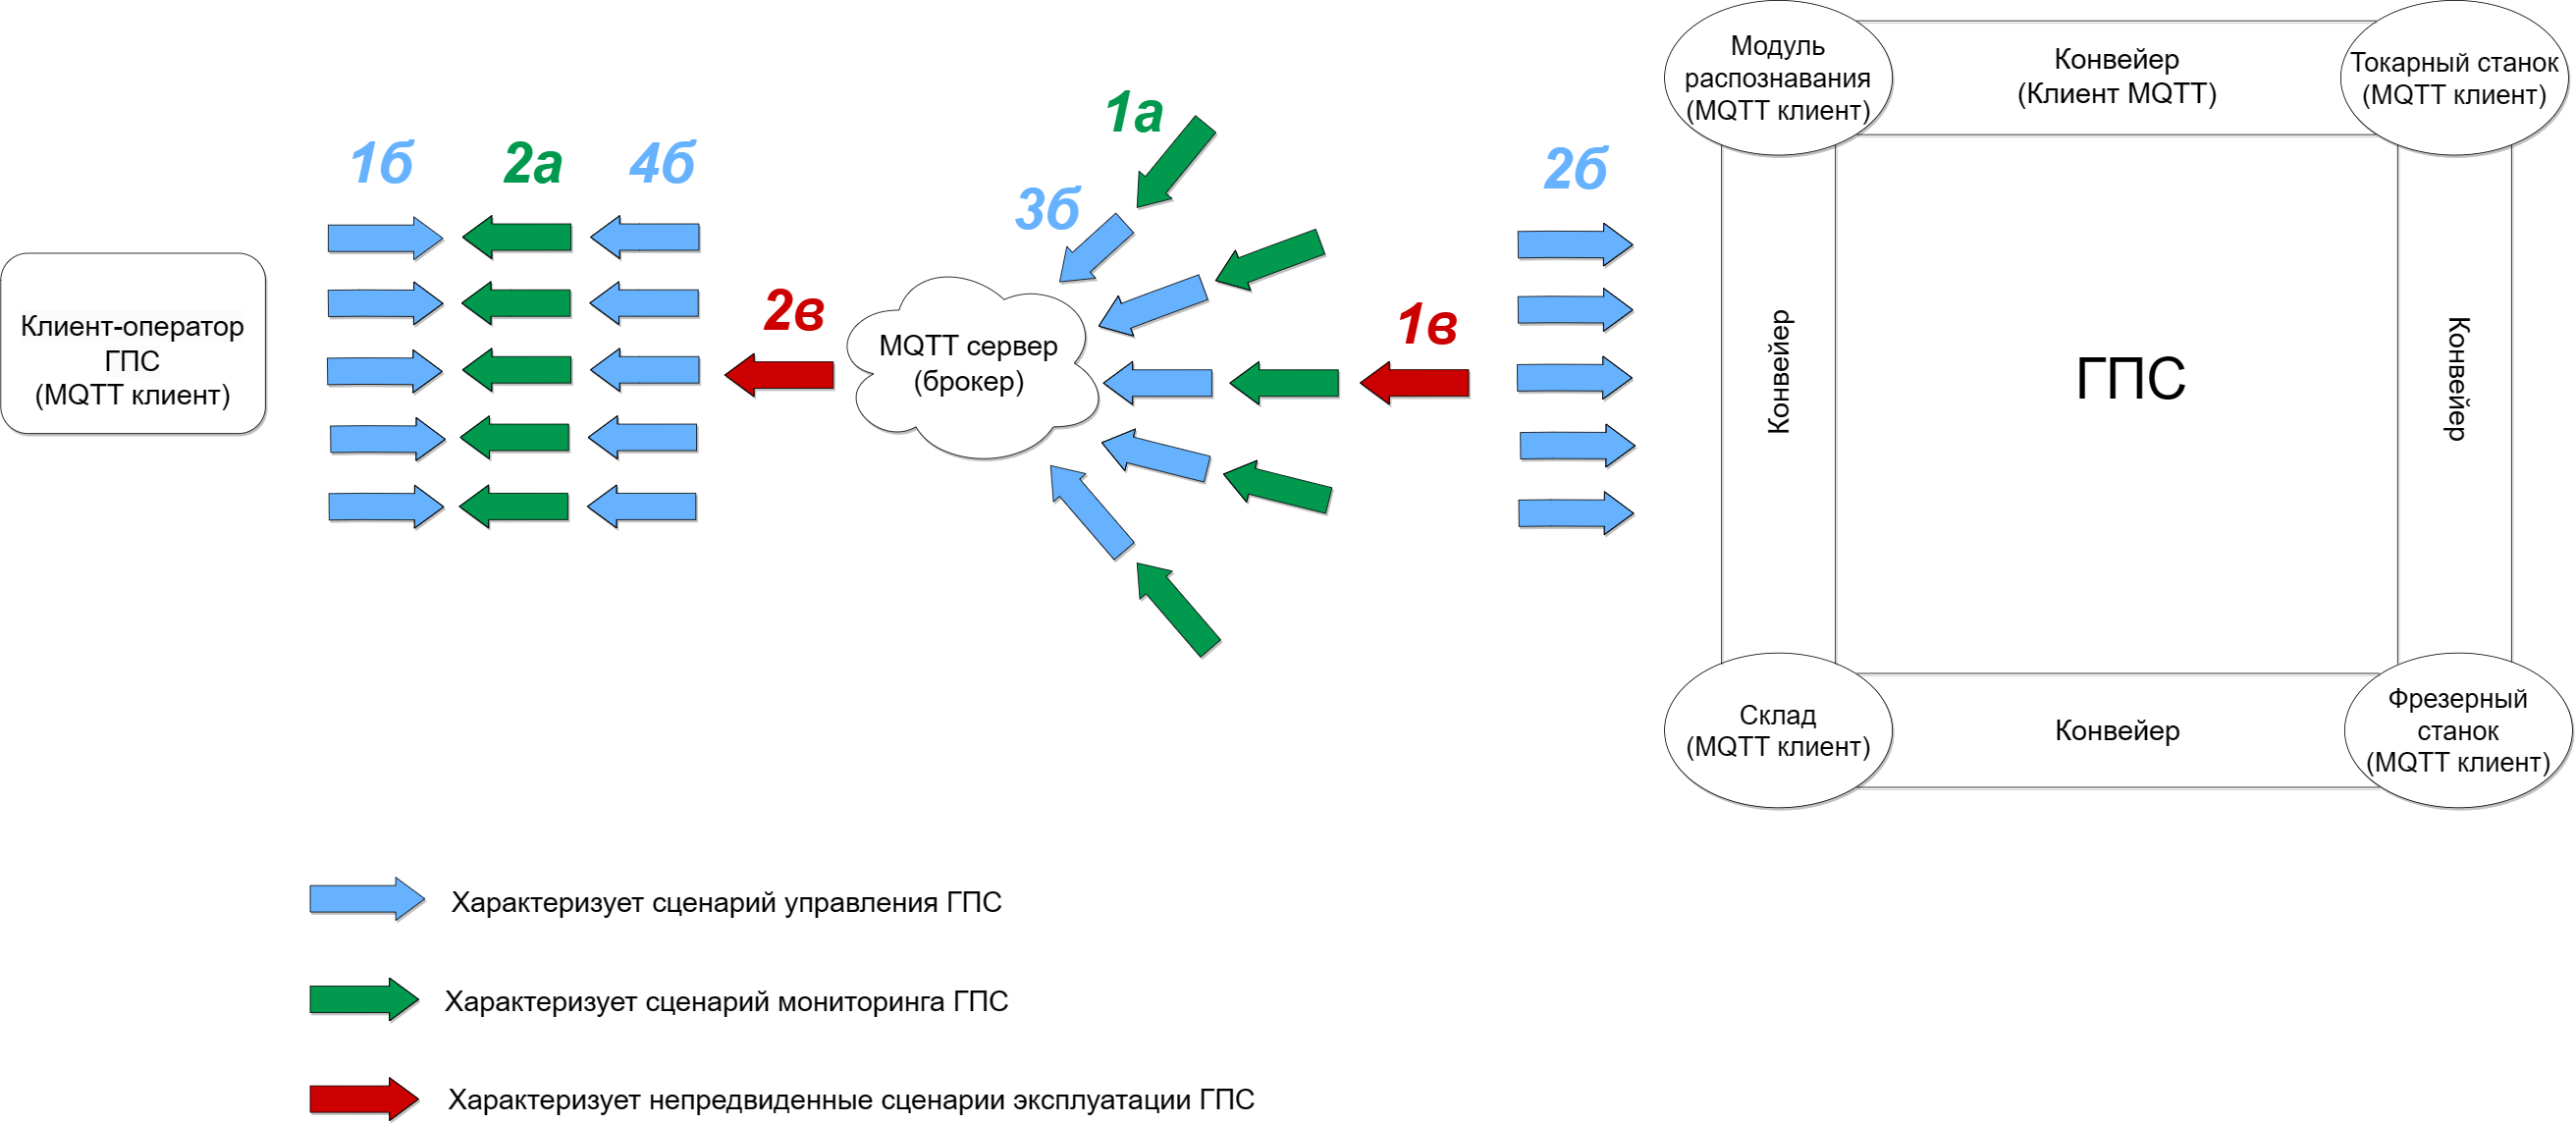 1б
2а
4б
2в
1а
3б
1в
2б
Клиент-оператор
ГПС
(MQTT клиент)
MQTT сервер
(брокер)
Модуль
распознавания
(MQTT клиент)
Конвейер
(Клиент MQTT)
Токарный станок
(MQTT клиент)
Конвейер
ГПС
Конвейер
Склад
(MQTT клиент)
Конвейер
Фрезерный
станок
(MQTT клиент)
Характеризует сценарий управления ГПС
Характеризует сценарий мониторинга ГПС
Характеризует непредвиденные сценарии эксплуатации ГПС